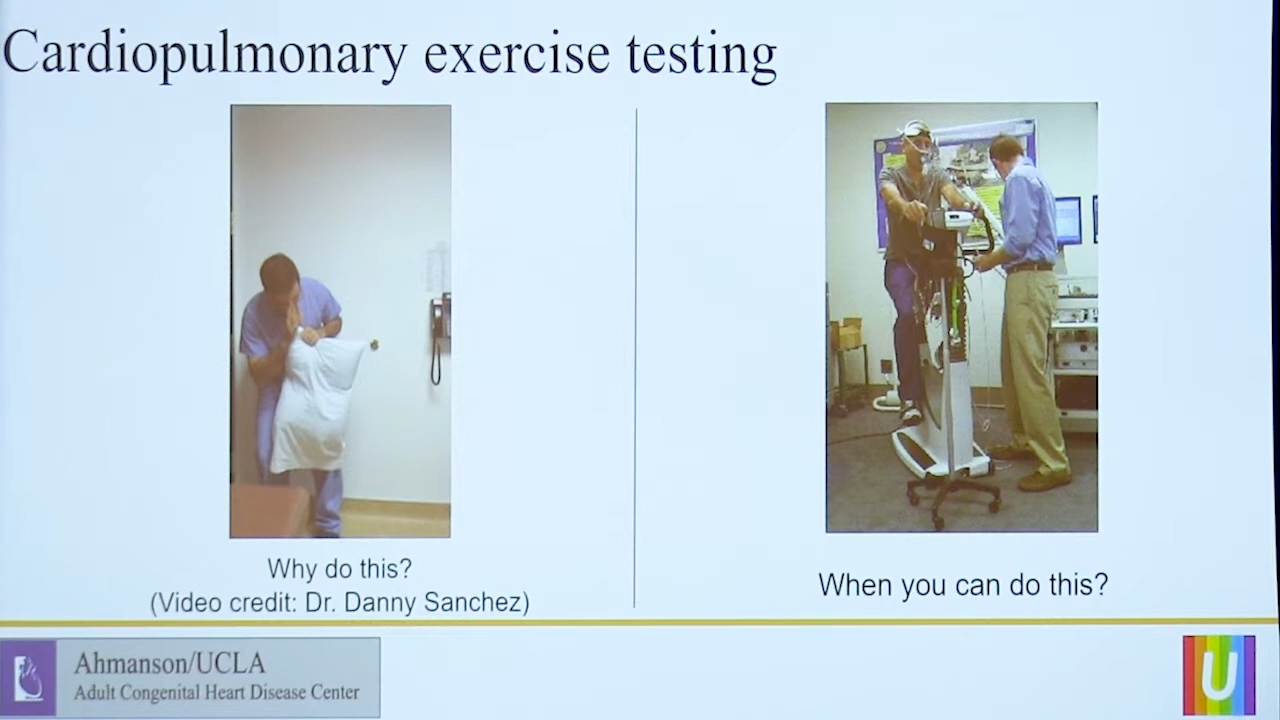 Cardiopulmonary exercise testing
Why do this?
(Video credit: Dr. Danny Sanchez)
When you can do this?
Ahmanson/UCLA
Adult Congenital Heart Disease Center
U